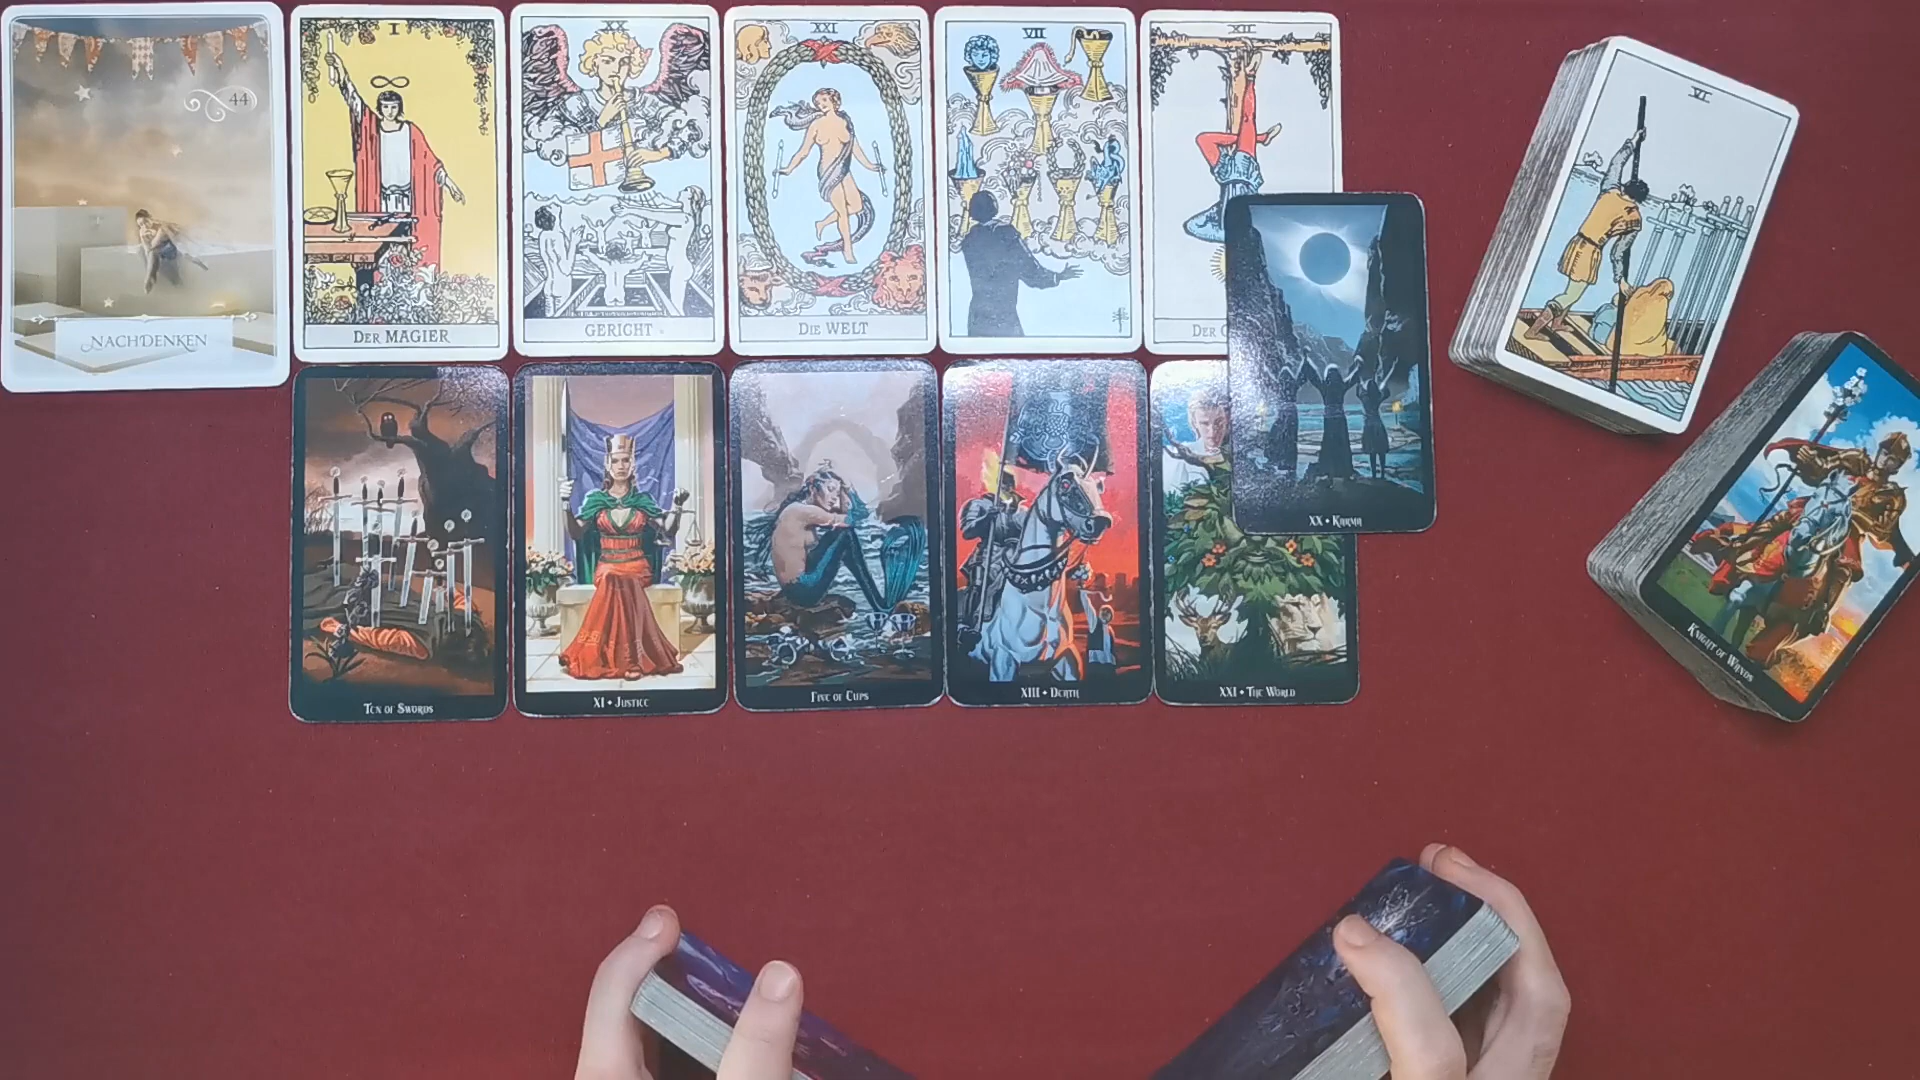 44
NACHDENKEN
I
DER MAGIER
XX
GERICHT
XXI
DIE WELT
VII
XII
DER
VI
TEN OF SWORDS
XI • JUSTICE
FIVE OF CUPS
XIII • DEATH
XXI • THE WORLD
XX • KARMA
KNIGHT OF WANDS